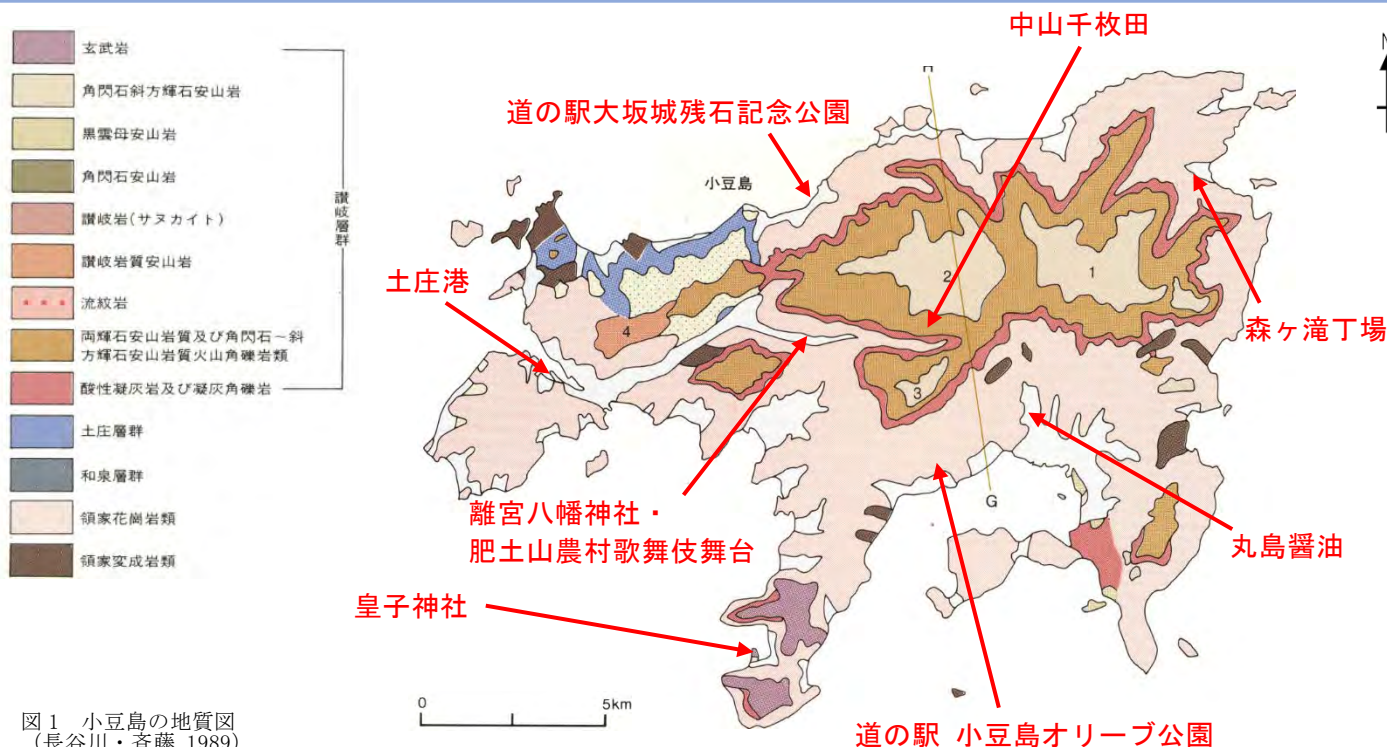 玄武岩
角閃石斜方輝石安山岩
黒雲母安山岩
角閃石安山岩
讃岐岩(サヌカイト)
讃岐岩質安山岩
流紋岩
両輝石安山岩質及び角閃石－斜
方輝石安山岩質火山角礫岩類
酸性凝灰岩及び凝灰角礫岩
土庄層群
和泉層群
領家花崗岩類
領家変成岩類
讃岐層群
中山千枚田
道の駅大坂城残石記念公園
小豆島
土庄港
森ヶ滝丁場
離宮八幡神社・
肥土山農村歌舞伎舞台
丸島醤油
皇子神社
道の駅 小豆島オリーブ公園
H
N
1
2
3
4
G
0
5km
図1 小豆島の地質図
(長谷川・斉藤 1989)